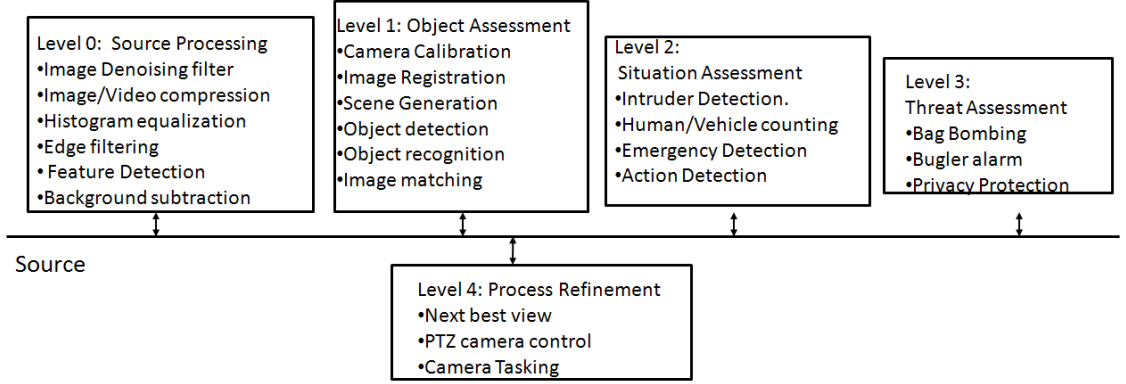 Level 0:  Source Processing
•Image Denoising filter
•Image/Video compression
•Histogram equalization
•Edge filtering
• Feature Detection
•Background subtraction
Level 1: Object Assessment
•Camera Calibration
•Image Registration
•Scene Generation
•Object detection
•Object recognition
•Image matching
Level 2:
Situation Assessment
•Intruder Detection.
•Human/Vehicle counting
•Emergency Detection
•Action Detection
Level 3:
Threat Assessment
•Bag Bombing
•Bugler alarm
•Privacy Protection
Source
Level 4: Process Refinement
•Next best view
•PTZ camera control
•Camera Tasking